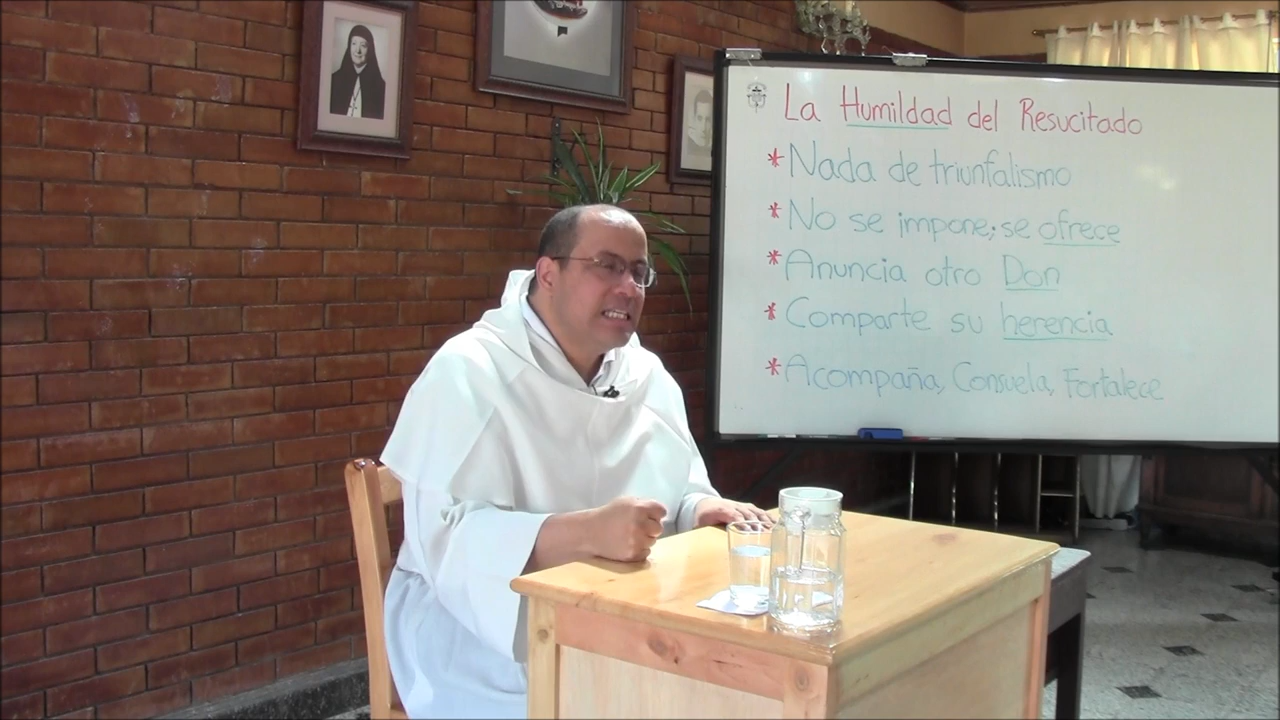 La Humildad del Resucitado
* Nada de triunfalismo
* No se impone; se ofrece
* Anuncia otro Don
* Comparte su herencia
* Acompaña, Consuela, Fortalece